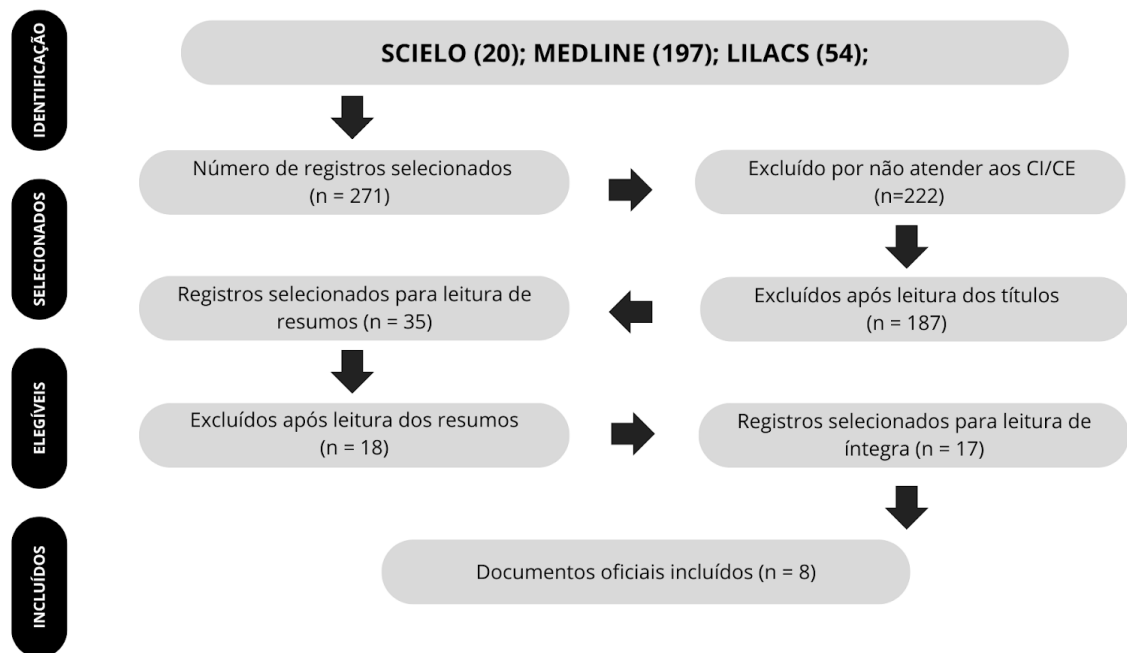 IDENTIFICAÇÃO
SCIELO (20); MEDLINE (197); LILACS (54);
SELECIONADOS
Número de registros selecionados
(n = 271)
Excluído por não atender aos CI/CE
(n=222)
Excluídos após leitura dos títulos
(n = 187)
Registros selecionados para leitura de
resumos (n = 35)
ELEGÍVEIS
Excluídos após leitura dos resumos
(n = 18)
Registros selecionados para leitura de
íntegra (n = 17)
INCLUÍDOS
Documentos oficiais incluídos (n = 8)